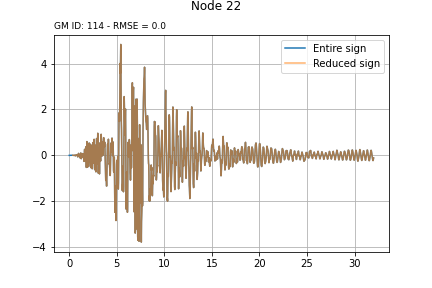 Node 22
GM ID: 114 - RMSE = 0.0
Entire sign
Reduced sign
4
2
0
−2
−4
0 5 10 15 20 25 30